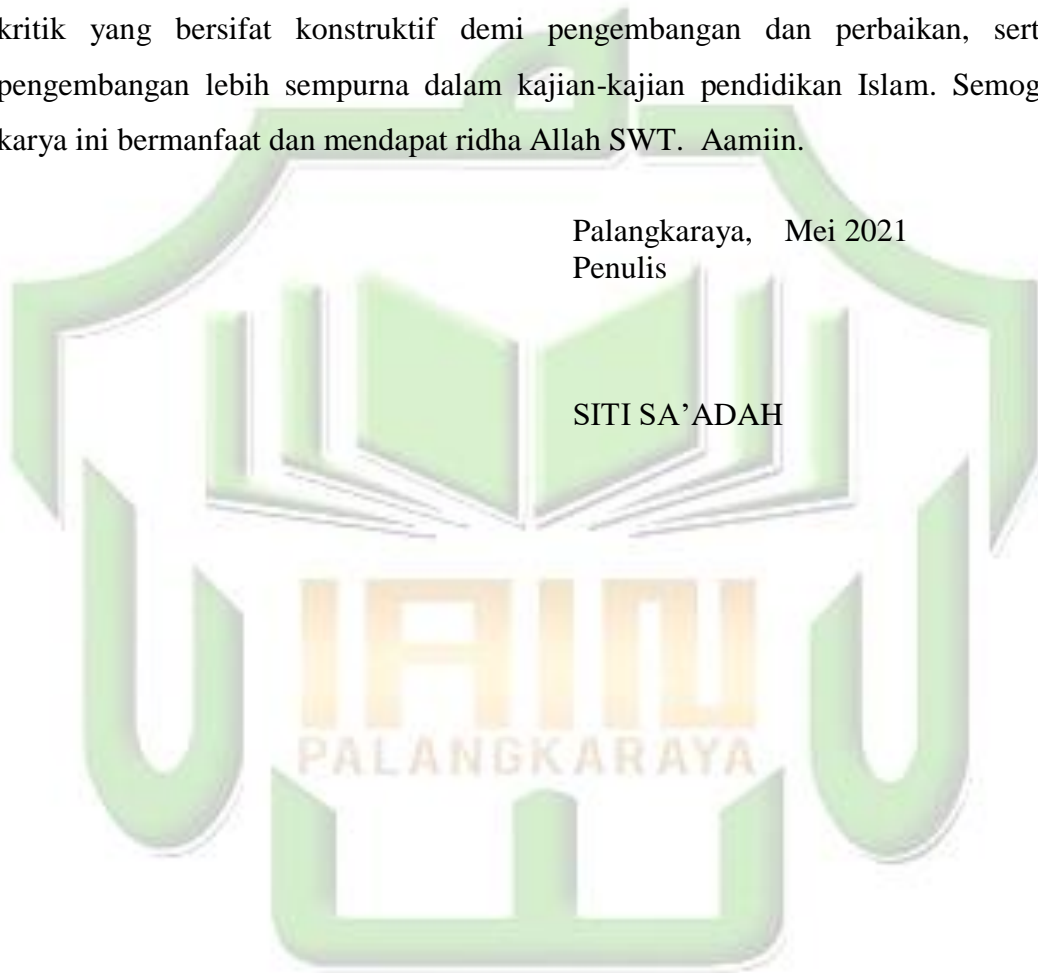 kritik yang bersifat konstruktif demi pengembangan dan perbaikan, sert
pengembangan lebih sempurna dalam kajian-kajian pendidikan Islam. Semog
karya ini bermanfaat dan mendapat ridha Allah SWT. Aamiin.
Palangkaraya, Mei 2021
Penulis
SITI SA’ADAH
IAIN
PALANGKARAYA